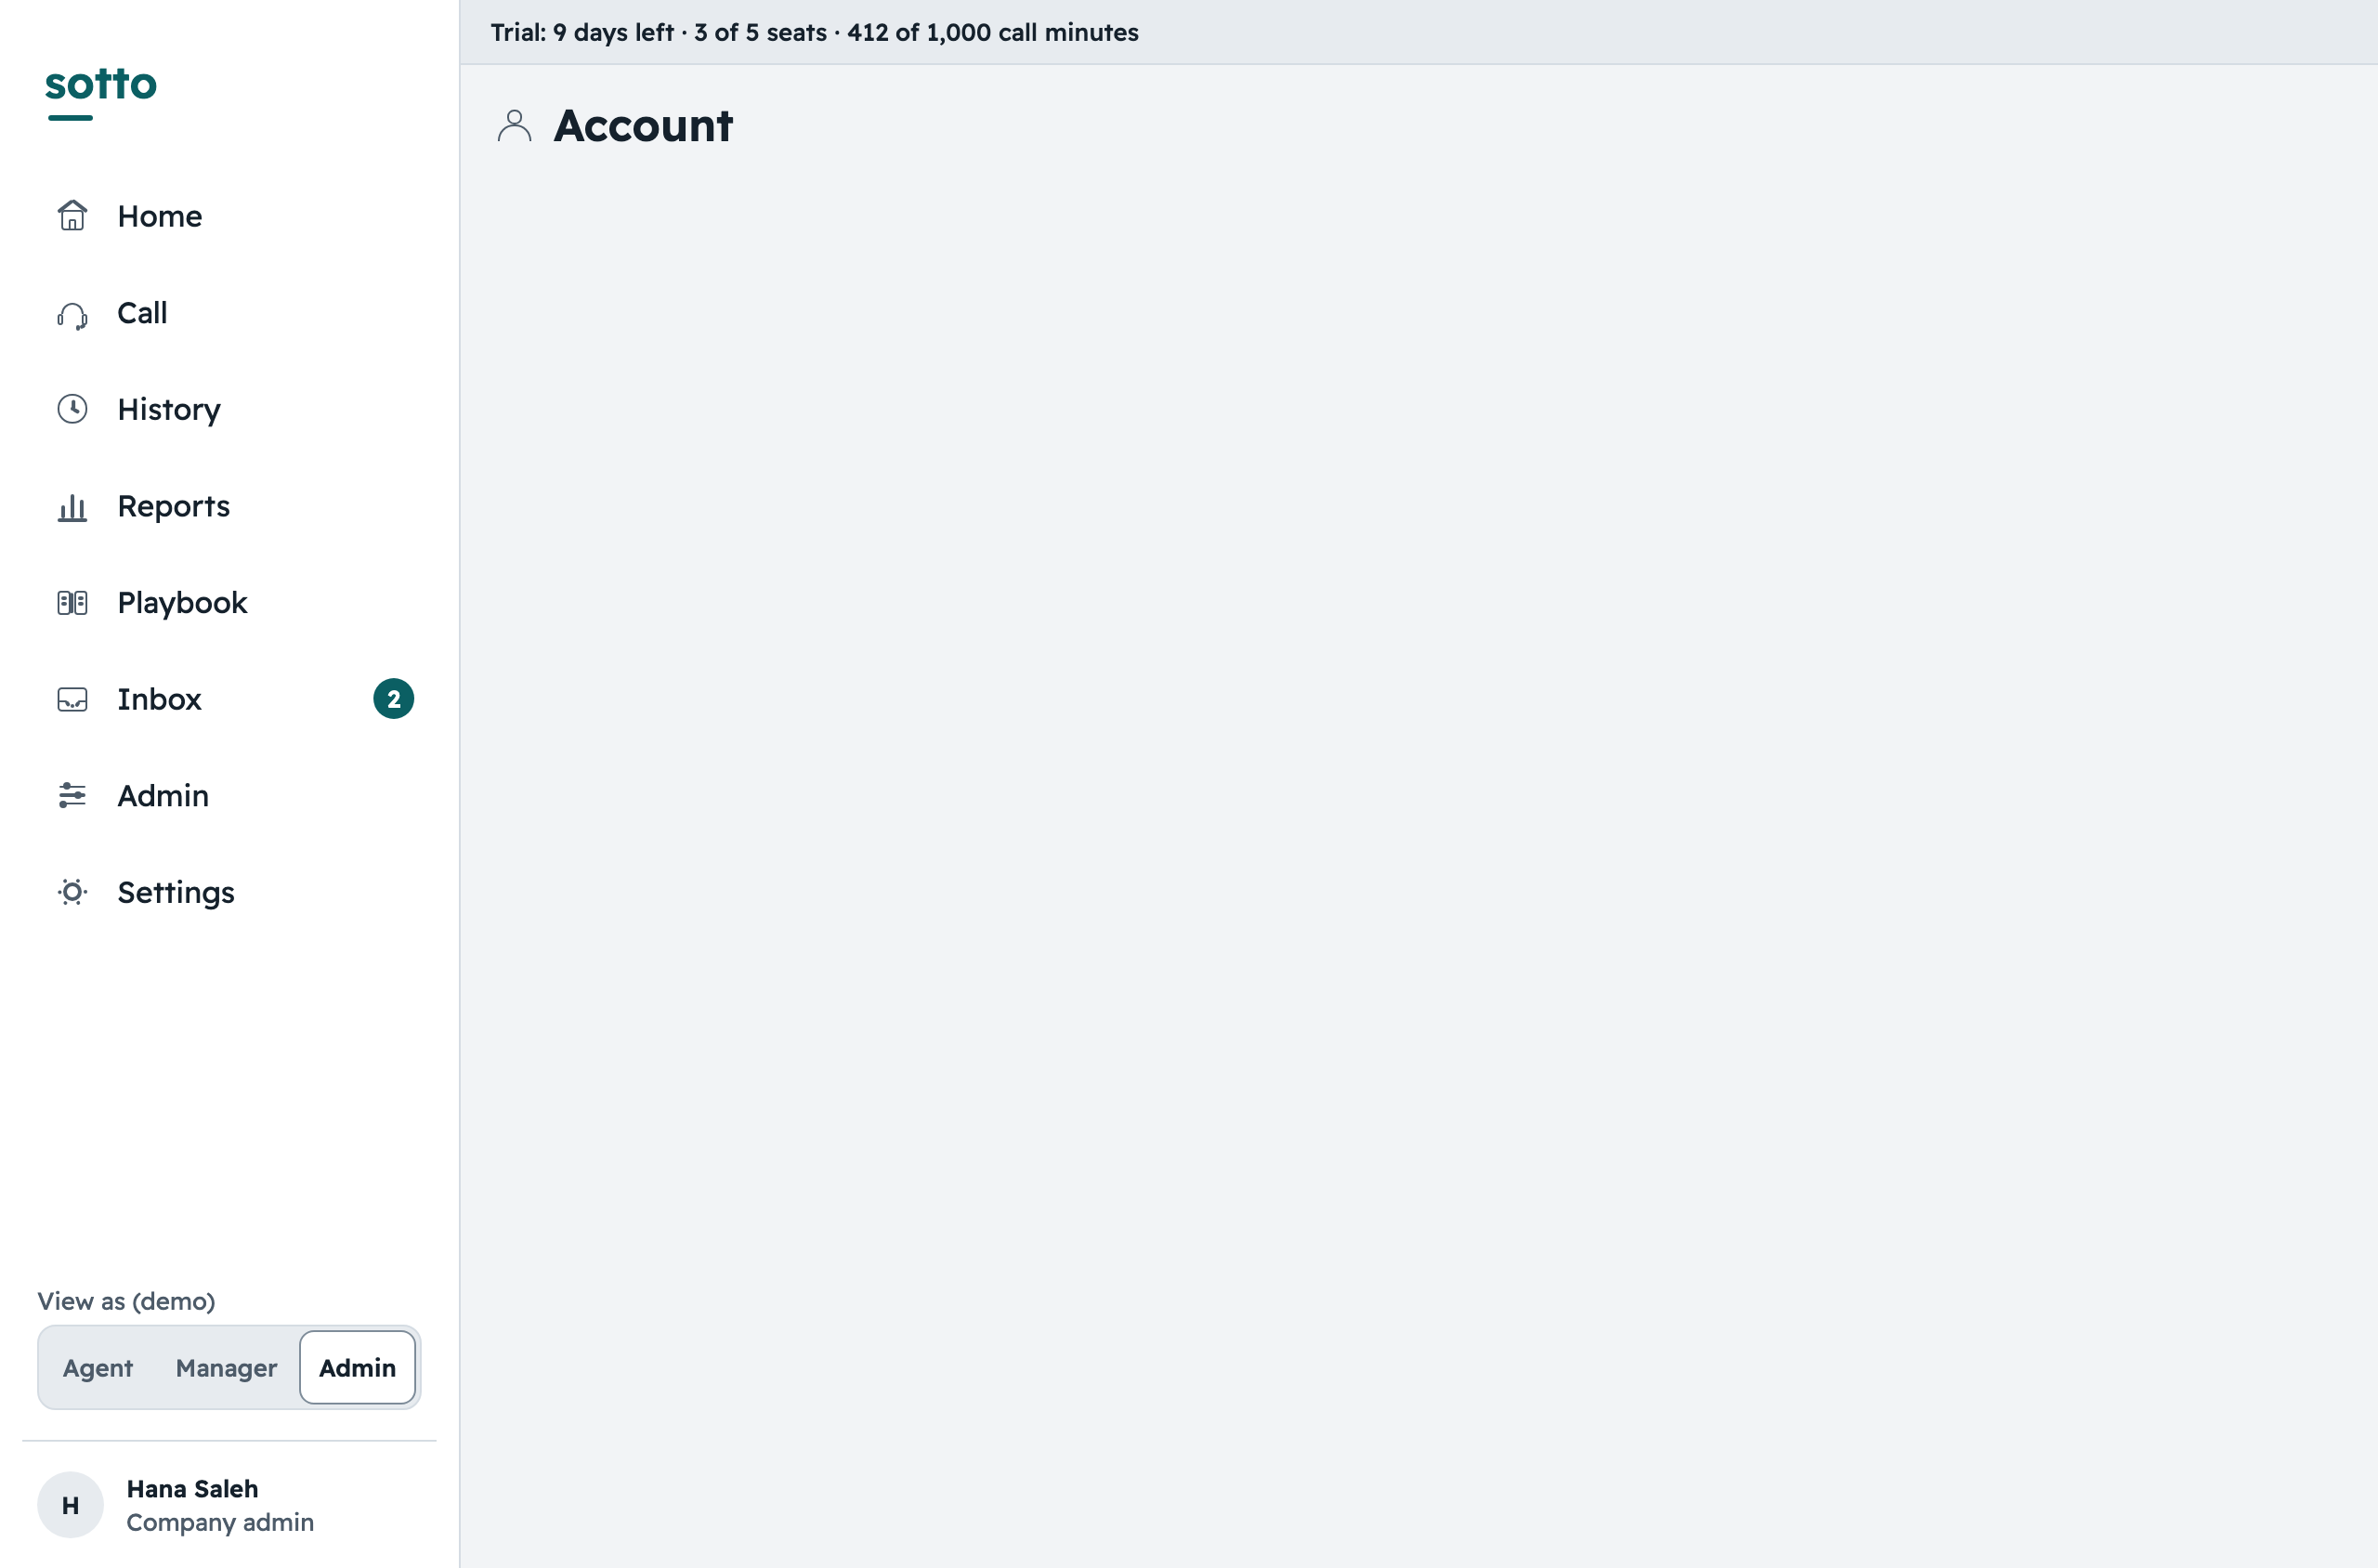 sotto
Home
Call
History
Reports
Playbook
Inbox 2
Admin
Settings
View as (demo)
Agent Manager Admin
H
Hana Saleh
Company admin
Trial: 9 days left · 3 of 5 seats · 412 of 1,000 call minutes
Account